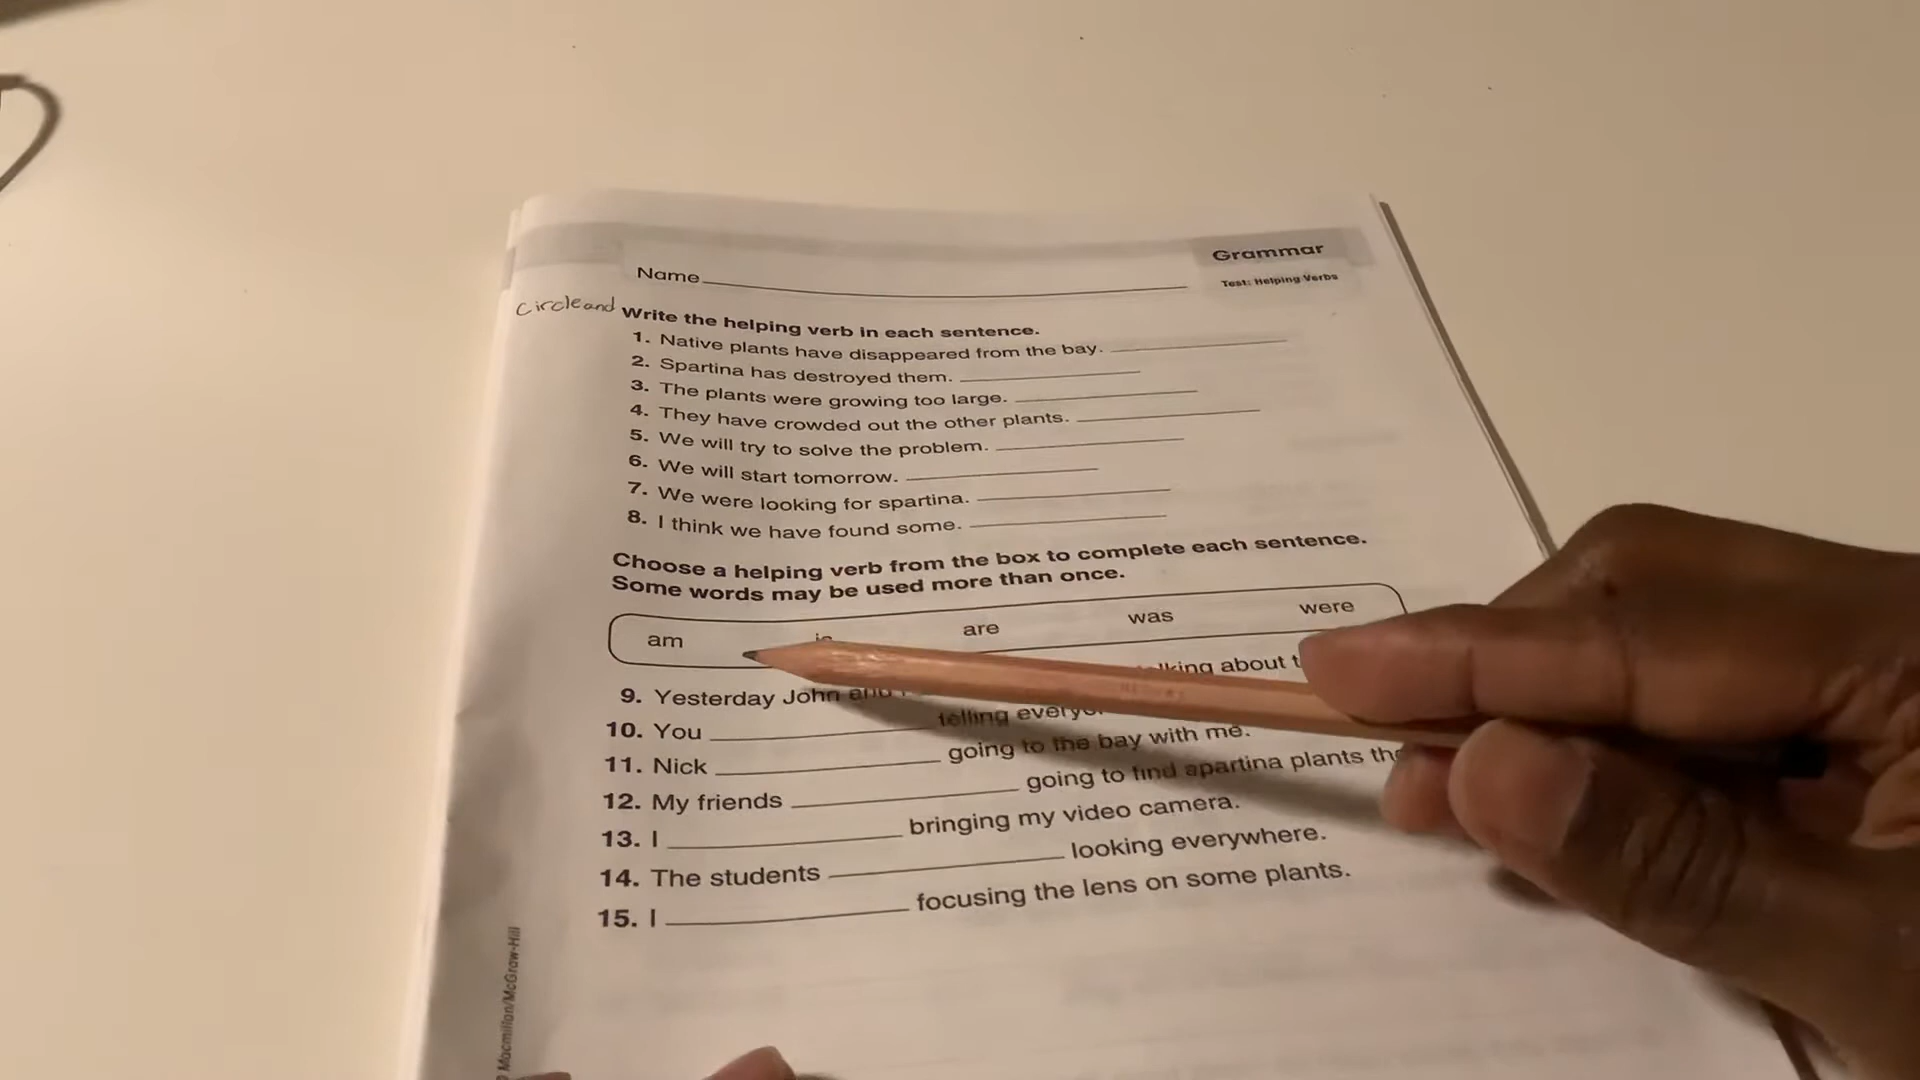 Grammar
Name
Test: Helping Verbs
Circle and Write the helping verb in each sentence.
1. Native plants have disappeared from the bay.
2. Spartina has destroyed them.
3. The plants were growing too large.
4. They have crowded out the other plants.
5. We will try to solve the problem.
6. We will start tomorrow.
7. We were looking for spartina.
8. I think we have found some.
Choose a helping verb from the box to complete each sentence.
Some words may be used more than once.
am is are was were
9. Yesterday John and about
10. You telling
11. Nick going to the bay with me.
12. My friends going to find spartina plants
13. I bringing my video camera.
14. The students looking everywhere.
15. I focusing the lens on some plants.
Macmillan/McGraw-Hill